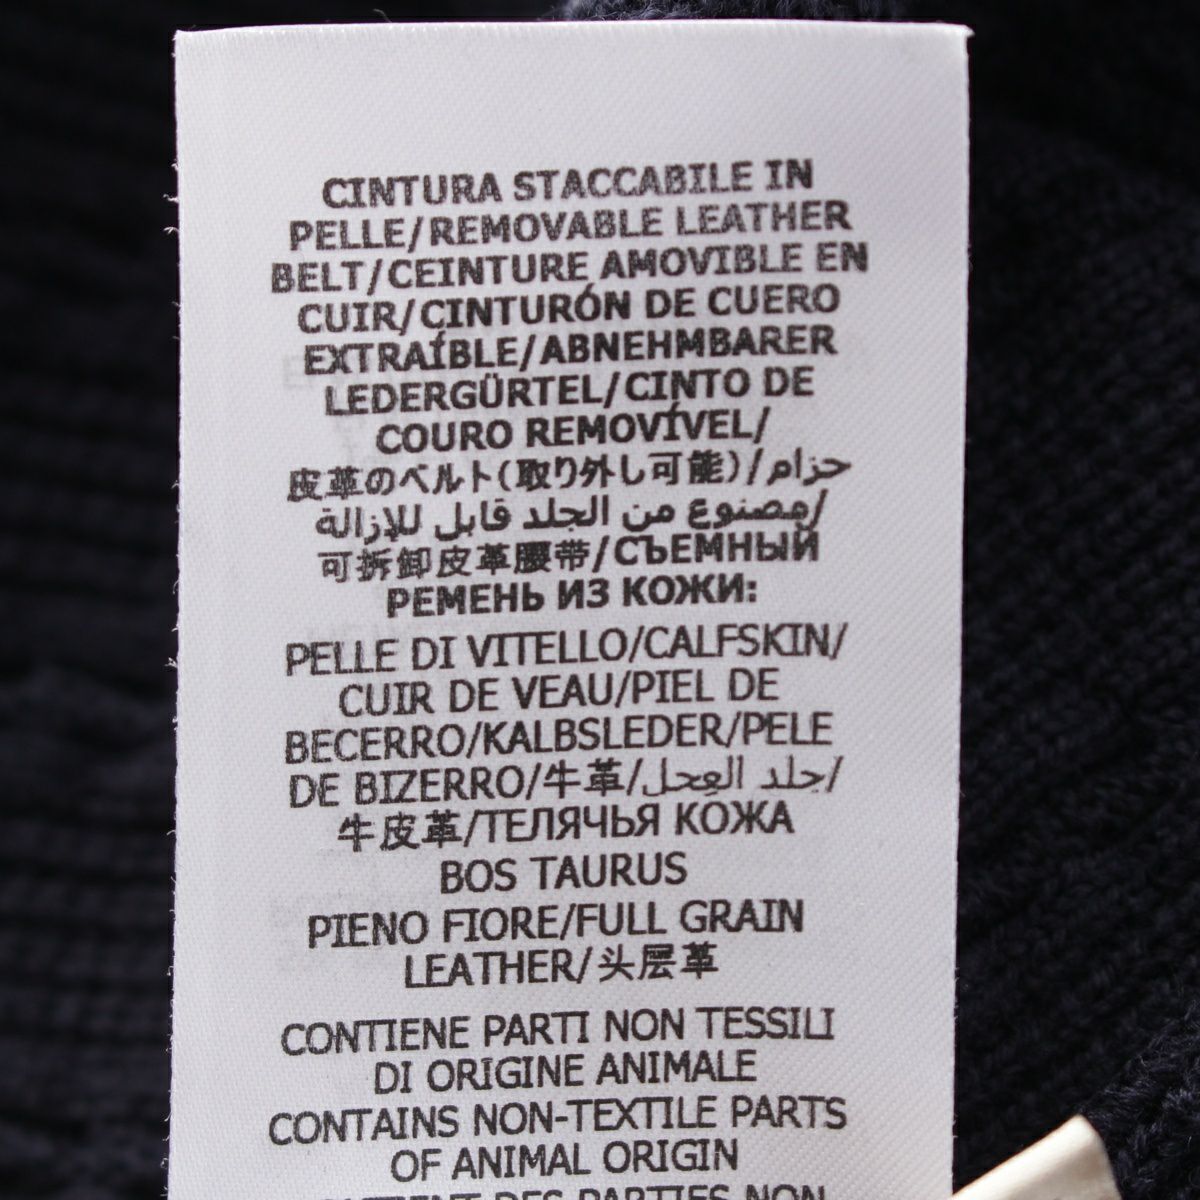 CINTURA STACCABILE IN
PELLE/REMOVABLE LEATHER
BELT/CEINTURE AMOVIBLE EN
CUIR/CINTURÓN DE CUERO
EXTRAÍBLE/ABNEHMBARER
LEDERGÜRTEL/CINTO DE
COURO REMOVÍVEL/
皮革のベルト(取り外し可能)/حزام
مصنوع من الجلد قابل للإزالة/
可拆卸皮革腰带/СЪЕМНЫЙ
РЕМЕНЬ ИЗ КОЖИ:
PELLE DI VITELLO/CALFSKIN/
CUIR DE VEAU/PIEL DE
BECERRO/KALBSLEDER/PELE
DE BIZERRO/牛革/جلد العجل/
牛皮革/ТЕЛЯЧЬЯ КОЖА
BOS TAURUS
PIENO FIORE/FULL GRAIN
LEATHER/头层革
CONTIENE PARTI NON TESSILI
DI ORIGINE ANIMALE
CONTAINS NON-TEXTILE PARTS
OF ANIMAL ORIGIN
CONTIENT DES PARTIES NON